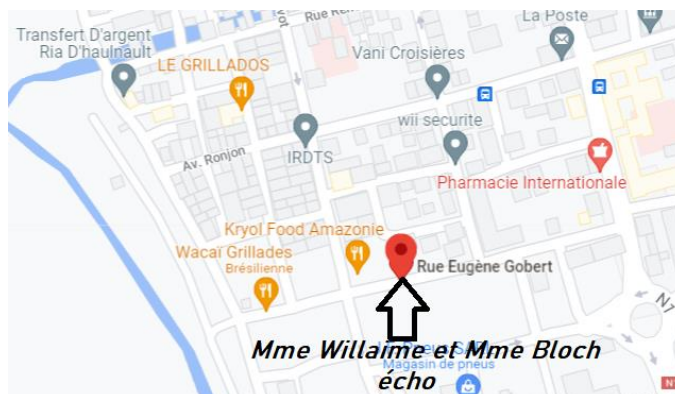 Transfert D'argent
Ria D'haulnault
La Poste
LE GRILLADOS
Vani Croisières
wii securite
Av. Ronjon
IRDTS
Pharmacie Internationale
Kryol Food Amazonie
Wacaï Grillades
Brésilienne
Rue Eugène Gobert
N1
Mme Willaime et Mme Bloch
écho
Magasin de pneus